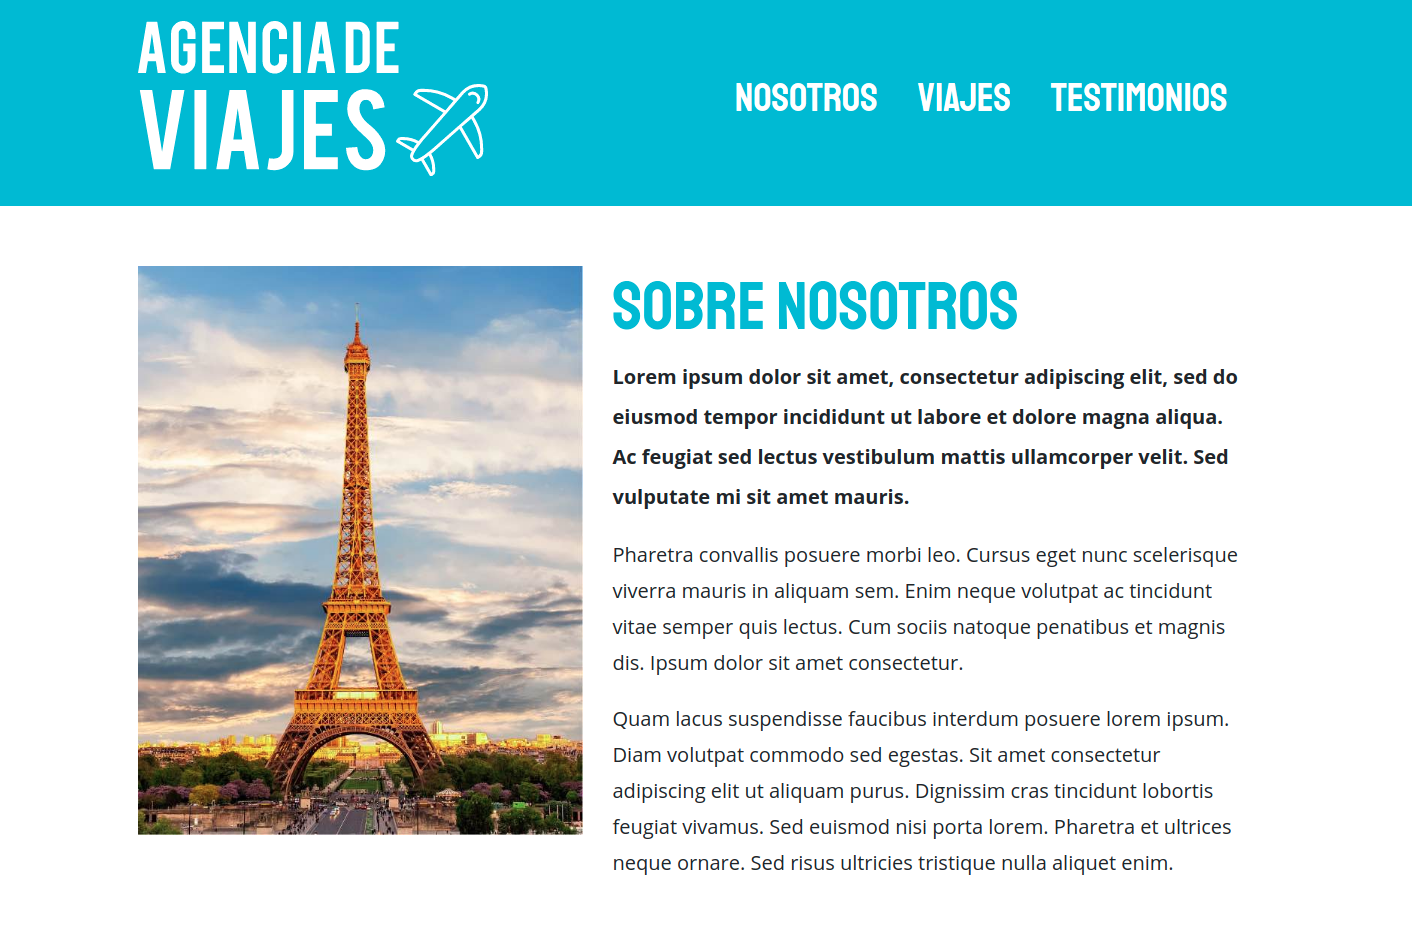 AGENCIA DE
VIAJES
NOSOTROS VIAJES TESTIMONIOS
SOBRE NOSOTROS
Lorem ipsum dolor sit amet, consectetur adipiscing elit, sed do
eiusmod tempor incididunt ut labore et dolore magna aliqua.
Ac feugiat sed lectus vestibulum mattis ullamcorper velit. Sed
vulputate mi sit amet mauris.
Pharetra convallis posuere morbi leo. Cursus eget nunc scelerisque
viverra mauris in aliquam sem. Enim neque volutpat ac tincidunt
vitae semper quis lectus. Cum sociis natoque penatibus et magnis
dis. Ipsum dolor sit amet consectetur.
Quam lacus suspendisse faucibus interdum posuere lorem ipsum.
Diam volutpat commodo sed egestas. Sit amet consectetur
adipiscing elit ut aliquam purus. Dignissim cras tincidunt lobortis
feugiat vivamus. Sed euismod nisi porta lorem. Pharetra et ultrices
neque ornare. Sed risus ultricies tristique nulla aliquet enim.